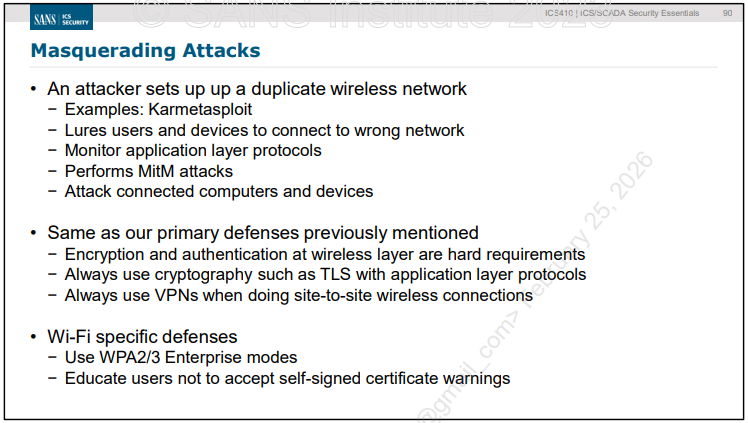 © SANS Institute 2026
SANS | ICS SECURITY
ICS410 | ICS/SCADA Security Essentials 90
Masquerading Attacks
• An attacker sets up up a duplicate wireless network
− Examples: Karmetasploit
− Lures users and devices to connect to wrong network
− Monitor application layer protocols
− Performs MitM attacks
− Attack connected computers and devices
• Same as our primary defenses previously mentioned
− Encryption and authentication at wireless layer are hard requirements
− Always use cryptography such as TLS with application layer protocols
− Always use VPNs when doing site-to-site wireless connections
• Wi-Fi specific defenses
− Use WPA2/3 Enterprise modes
− Educate users not to accept self-signed certificate warnings
@gmail_com> February 25, 2026